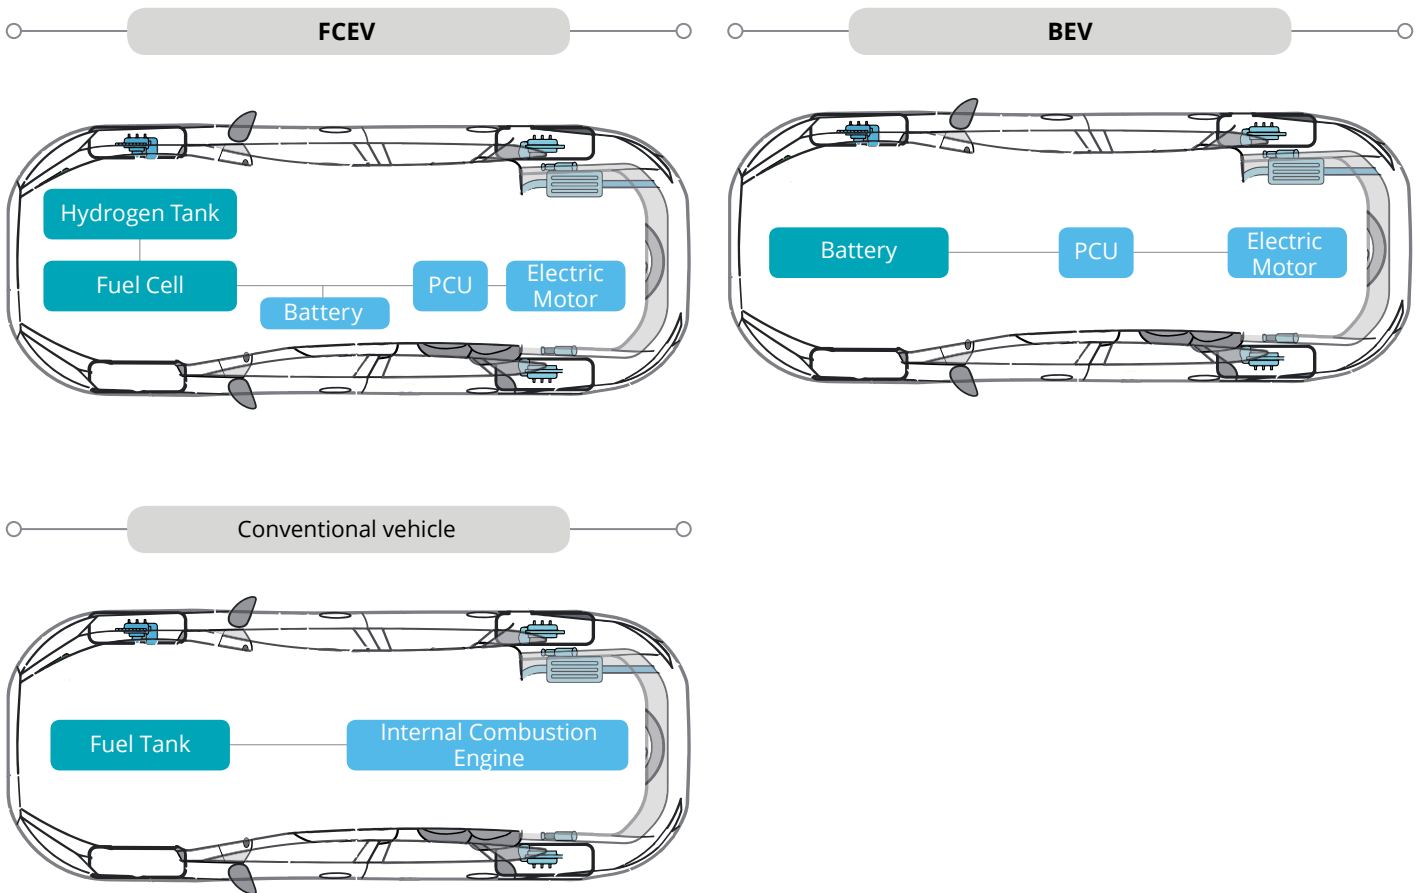 FCEV
Hydrogen Tank
Fuel Cell
Battery
PCU
Electric
Motor
BEV
Battery
PCU
Electric
Motor
Conventional vehicle
Fuel Tank
Internal Combustion
Engine